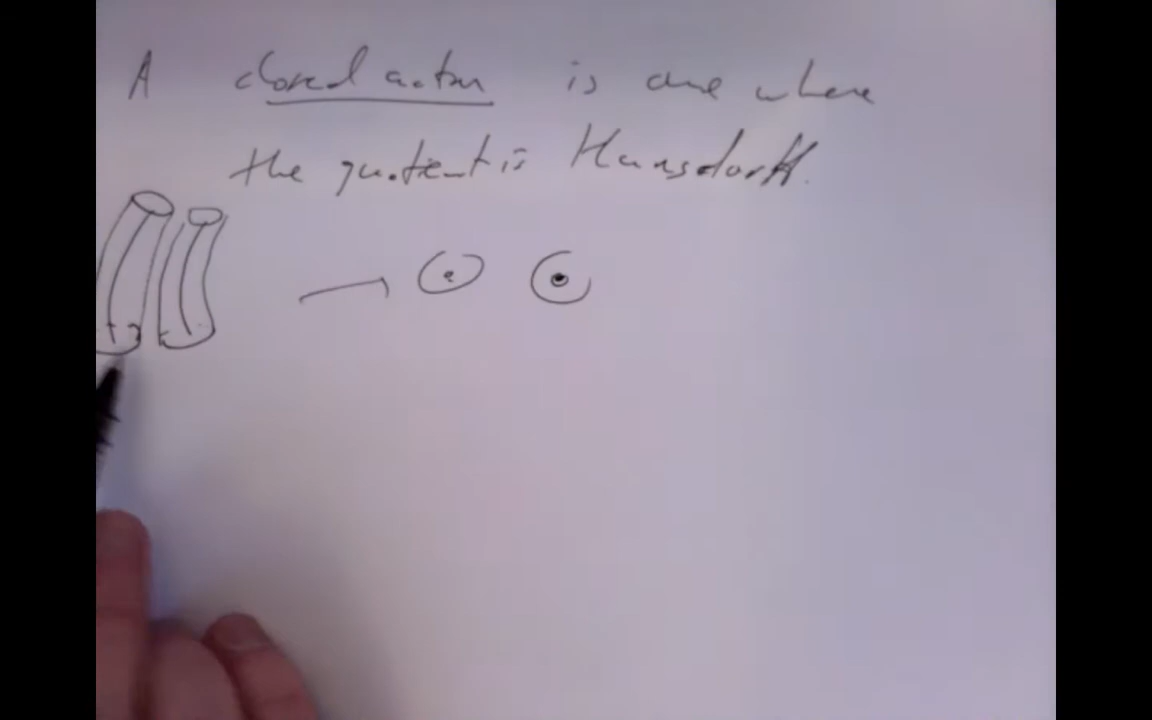 A closed action is one where
the quotient is Hausdorff.